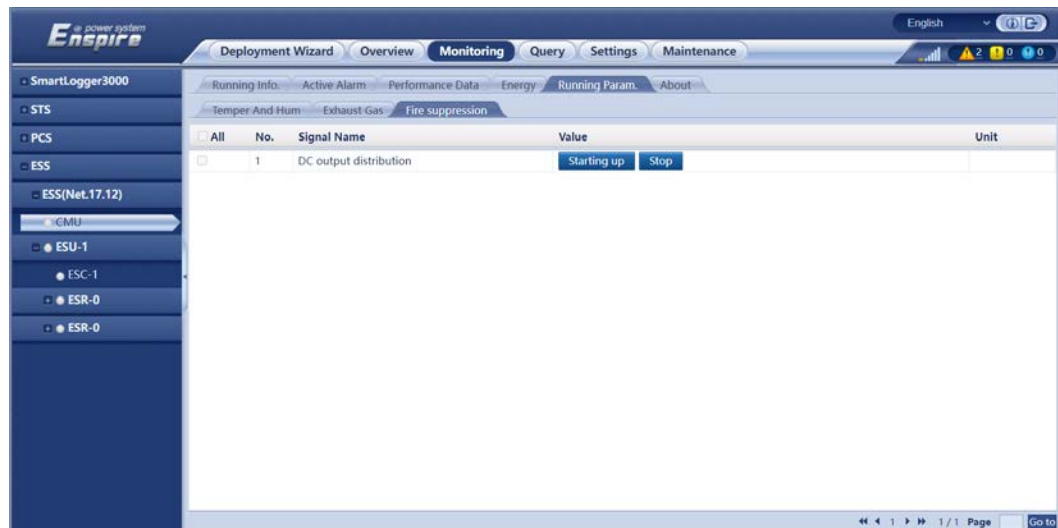 Enspire e power system
English
Deployment Wizard Overview Monitoring Query Settings Maintenance
2 0 0
SmartLogger3000
STS
PCS
ESS
ESS(Net.17.12)
CMU
ESU-1
ESC-1
ESR-0
ESR-0
Running Info. Active Alarm Performance Data Energy Running Param. About
Temper And Hum Exhaust Gas Fire suppression
All No. Signal Name Value Unit
1 DC output distribution Starting up Stop
1 1/1 Page Go to